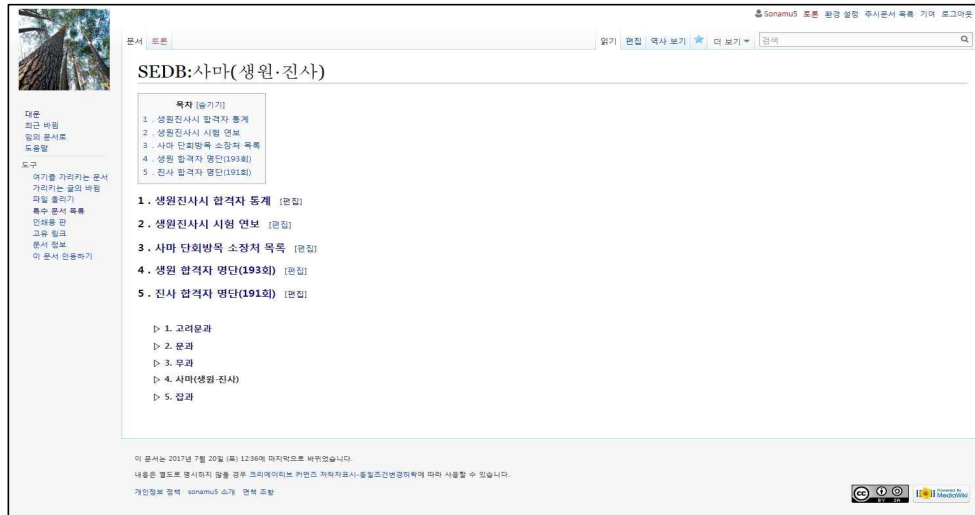 Sonamu5 토론 환경 설정 주시문서 목록 기여 로그아웃
문서 토론
읽기 편집 역사 보기 더 보기 검색
SEDB:사마(생원·진사)
목차 [숨기기]
1 . 생원진사시 합격자 통계
2 . 생원진사시 시험 연보
3 . 사마 단회방목 소장처 목록
4 . 생원 합격자 명단(193회)
5 . 진사 합격자 명단(191회)
대문
최근 바뀜
임의 문서로
도움말
도구
여기를 가리키는 문서
가리키는 글의 바뀜
파일 올리기
특수 문서 목록
인쇄용 판
고유 링크
문서 정보
이 문서 인용하기
1 . 생원진사시 합격자 통계 [편집]
2 . 생원진사시 시험 연보 [편집]
3 . 사마 단회방목 소장처 목록 [편집]
4 . 생원 합격자 명단(193회) [편집]
5 . 진사 합격자 명단(191회) [편집]
▷ 1. 고려문과
▷ 2. 문과
▷ 3. 무과
▷ 4. 사마(생원·진사)
▷ 5. 잡과
이 문서는 2017년 7월 20일 (목) 12:36에 마지막으로 바뀌었습니다.
내용은 별도로 명시하지 않을 경우 크리에이티브 커먼즈 저작자표시-동일조건변경허락에 따라 사용할 수 있습니다.
개인정보 정책 sonamu5 소개 면책 조항
cc BY SA
Powered By MediaWiki